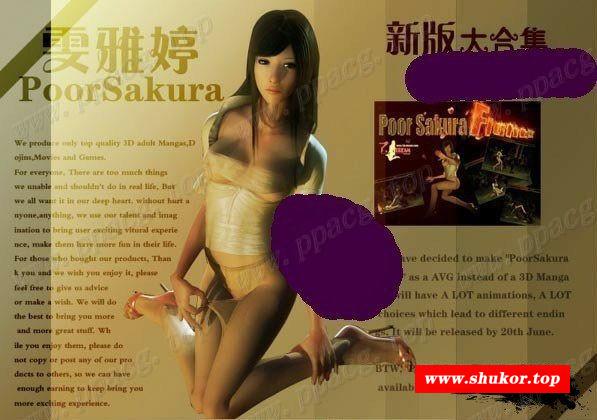 雯雅婷
PoorSakura
We produce only top quality 3D adult Mangas,D
ojins,Movies and Games.
For everyone, There are too much things
we unable and shouldn't do in real life, But
we all want it in our deep heart. without hurt a
nyone,anything, we use our talent and imag
ination to bring user exciting vitural experie
nce, make them have more fun in their life.
For those who bought our products, Than
k you and we wish you enjoy it, please
feel free to give us advice
or make a wish. We will do
the best to bring you more
and more great stuff. Wh
ile you enjoy them, please do
not copy or post any of our pro
ducts to others, so we can have
enough earning to keep bring you
more exciting experience.
新版大合集
Poor Sakura
have decided to make "PoorSakura
as a AVG instead of a 3D Manga
will have A LOT animations, A LOT
choices which lead to different endin
gs. It will be released by 20th June.
BTW:
availab
www.shukor.top
www.ppacg.top